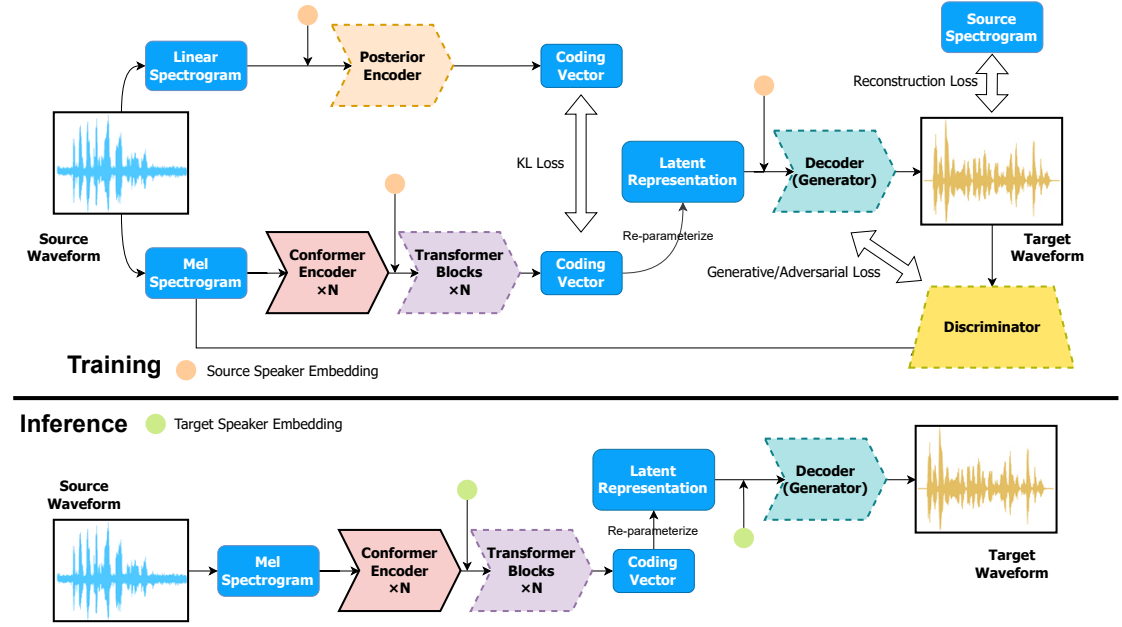 Linear
Spectrogram
Posterior
Encoder
Coding
Vector
Source
Spectrogram
Reconstruction Loss
KL Loss
Latent
Representation
Decoder
(Generator)
Source
Waveform
Mel
Spectrogram
Conformer
Encoder
×N
Transformer
Blocks
×N
Coding
Vector
Re-parameterize
Generative/Adversarial Loss
Target
Waveform
Discriminator
Training
Source Speaker Embedding
Inference
Target Speaker Embedding
Source
Waveform
Mel
Spectrogram
Conformer
Encoder
×N
Transformer
Blocks
×N
Coding
Vector
Re-parameterize
Latent
Representation
Decoder
(Generator)
Target
Waveform